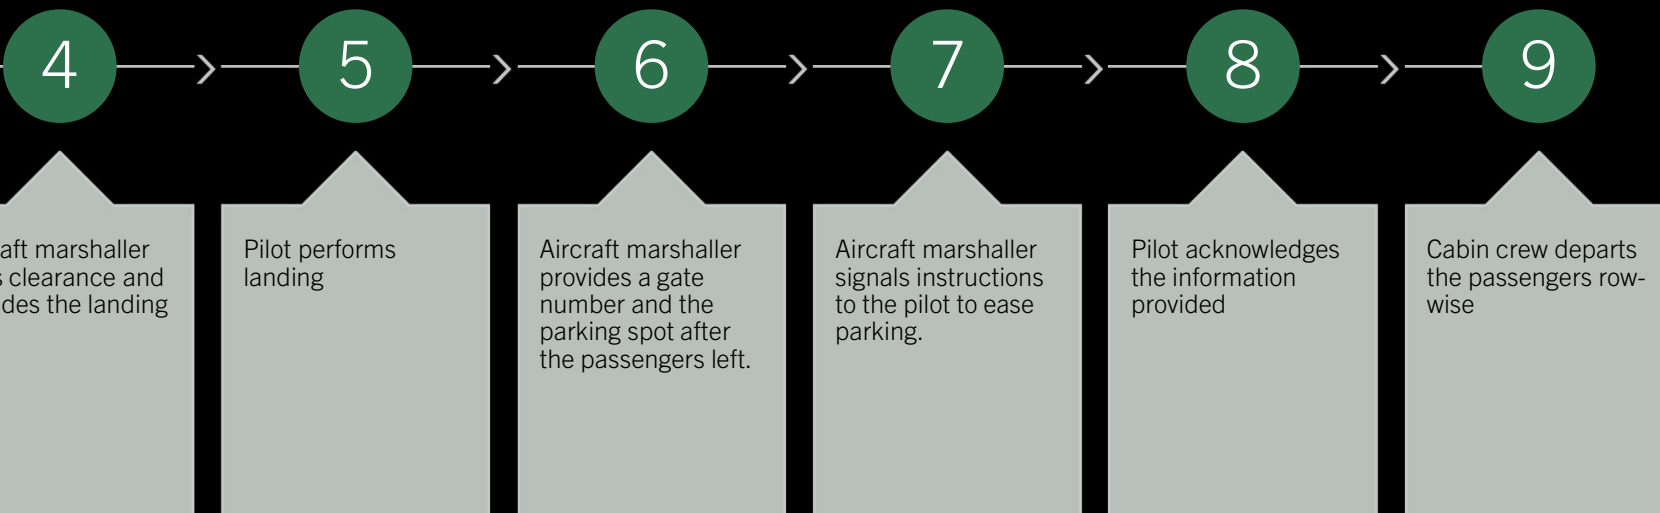 4
5
6
7
8
9
marshaller
clearance and
the landing
Pilot performs
landing
Aircraft marshaller
provides a gate
number and the
parking spot after
the passengers left.
Aircraft marshaller
signals instructions
to the pilot to ease
parking.
Pilot acknowledges
the information
provided
Cabin crew departs
the passengers row-
wise